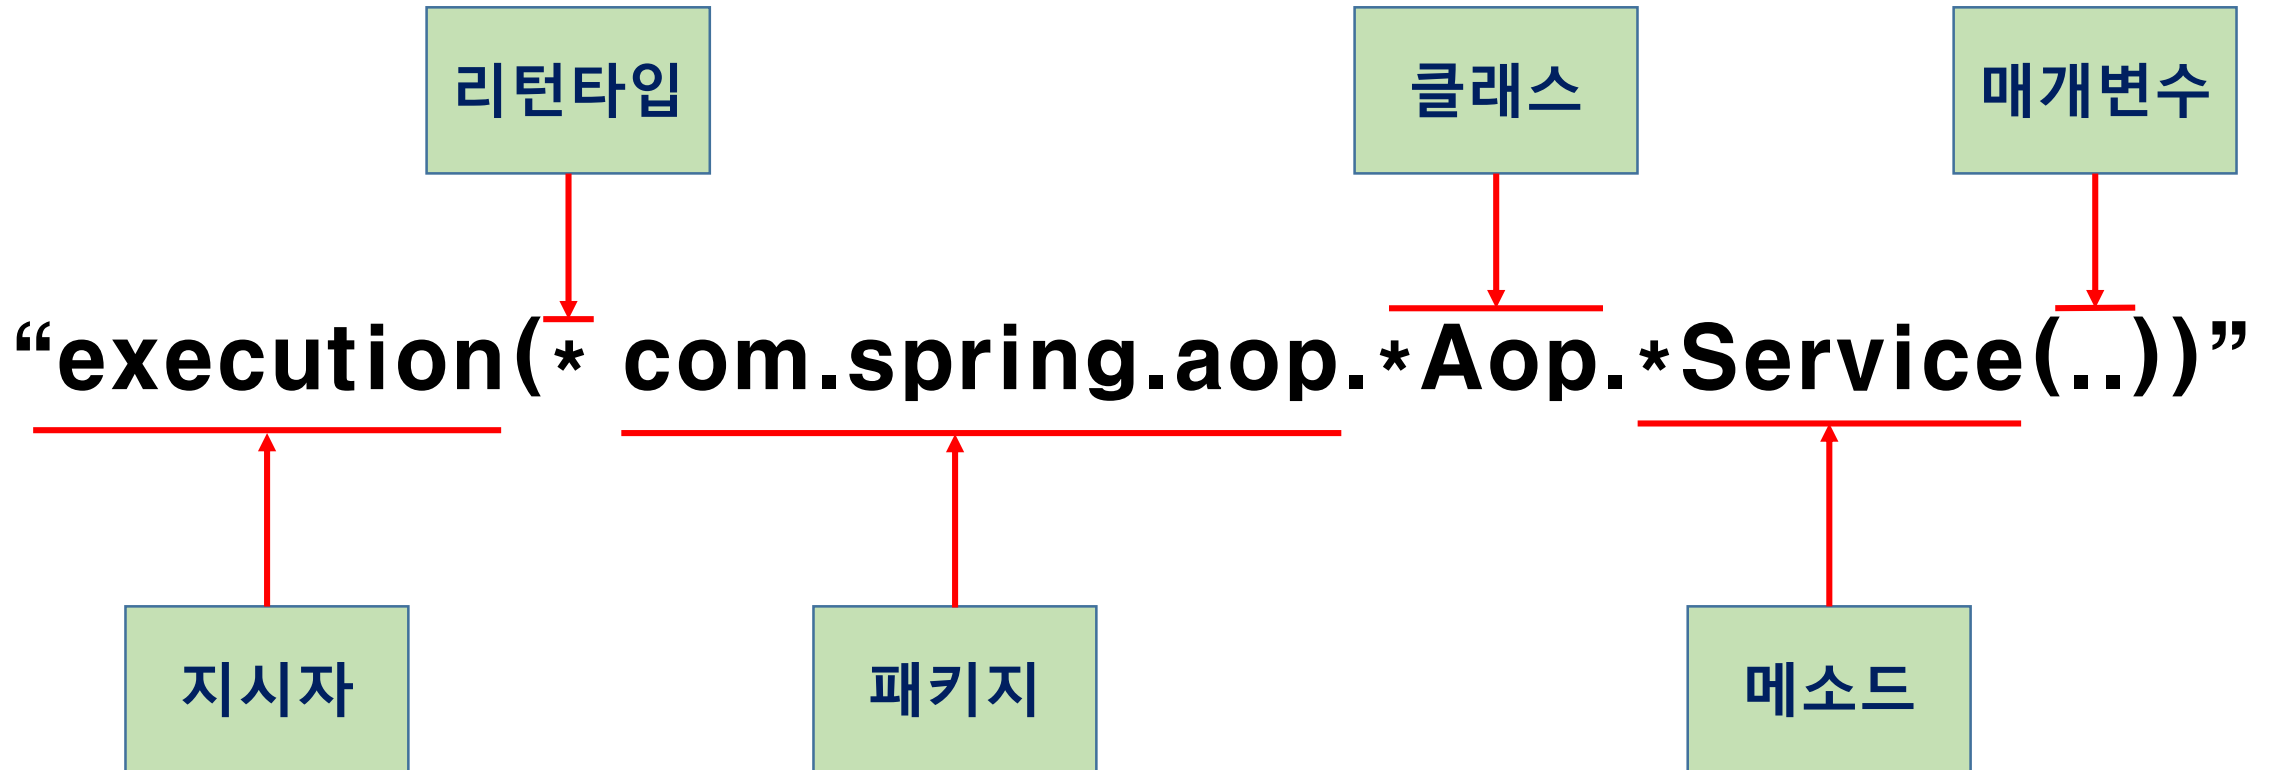 리턴타입 클래스 매개변수
“execution(* com.spring.aop.*Aop.*Service(..))”
지시자 패키지 메소드